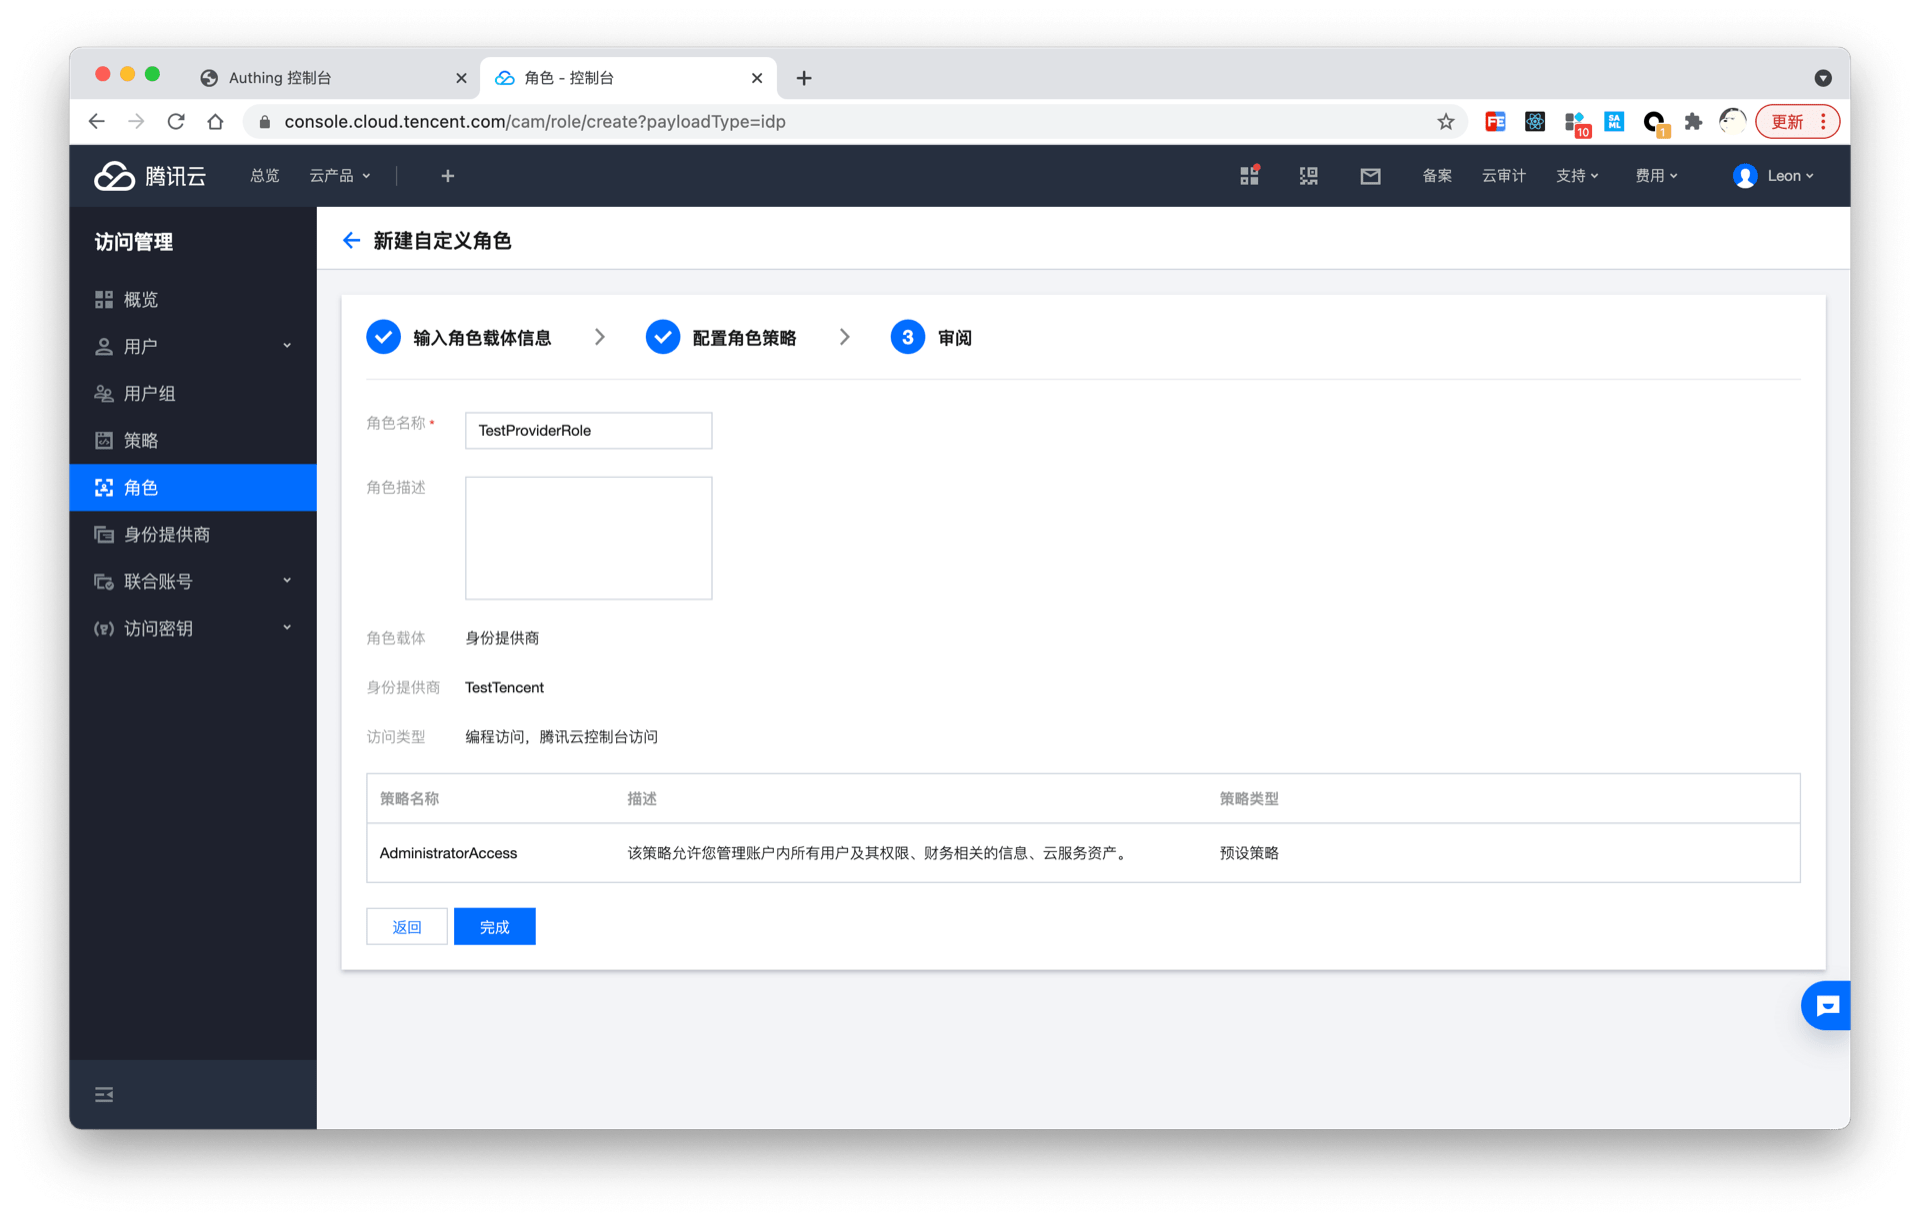 Authing 控制台
角色 - 控制台
console.cloud.tencent.com/cam/role/create?payloadType=idp
FE
10
SA
ML
1
更新
腾讯云
总览
云产品
备案
云审计
支持
费用
Leon
访问管理
概览
用户
用户组
策略
角色
身份提供商
联合账号
访问密钥
新建自定义角色
输入角色载体信息
配置角色策略
3 审阅
角色名称 * TestProviderRole
角色描述
角色载体 身份提供商
身份提供商 TestTencent
访问类型 编程访问，腾讯云控制台访问
策略名称 描述 策略类型
AdministratorAccess 该策略允许您管理账户内所有用户及其权限、财务相关的信息、云服务资产。 预设策略
返回 完成